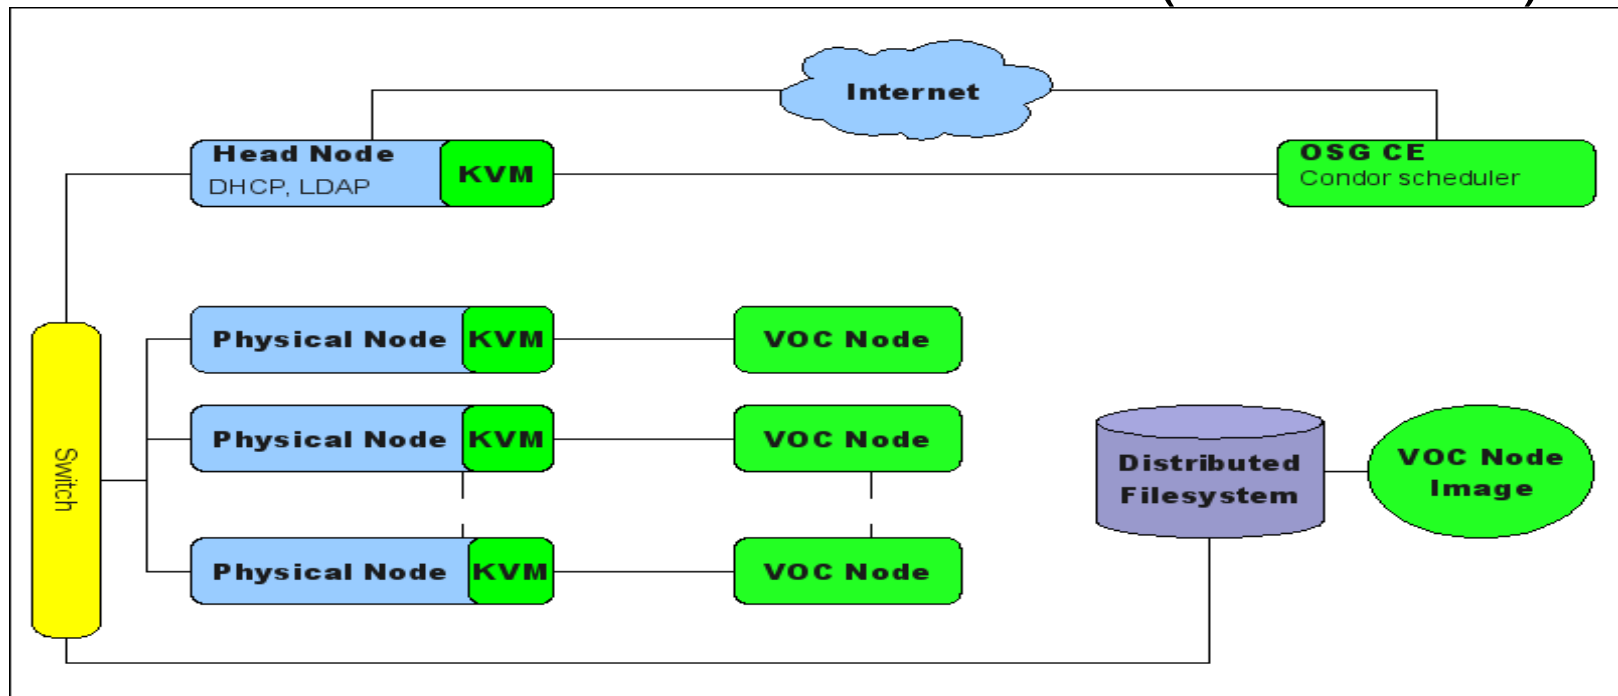 Internet
Head Node
DHCP, LDAP
KVM
OSG CE
Condor scheduler
Physical Node
KVM
VOC Node
Physical Node
KVM
VOC Node
Switch
Distributed
Filesystem
VOC Node
Image
Physical Node
KVM
VOC Node